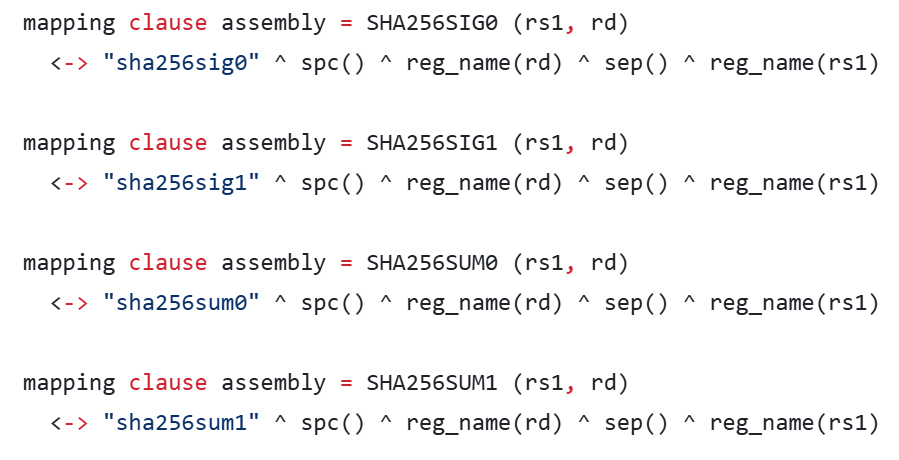 mapping clause assembly = SHA256SIG0 (rs1, rd)
  <-> "sha256sig0" ^ spc() ^ reg_name(rd) ^ sep() ^ reg_name(rs1)

mapping clause assembly = SHA256SIG1 (rs1, rd)
  <-> "sha256sig1" ^ spc() ^ reg_name(rd) ^ sep() ^ reg_name(rs1)

mapping clause assembly = SHA256SUM0 (rs1, rd)
  <-> "sha256sum0" ^ spc() ^ reg_name(rd) ^ sep() ^ reg_name(rs1)

mapping clause assembly = SHA256SUM1 (rs1, rd)
  <-> "sha256sum1" ^ spc() ^ reg_name(rd) ^ sep() ^ reg_name(rs1)